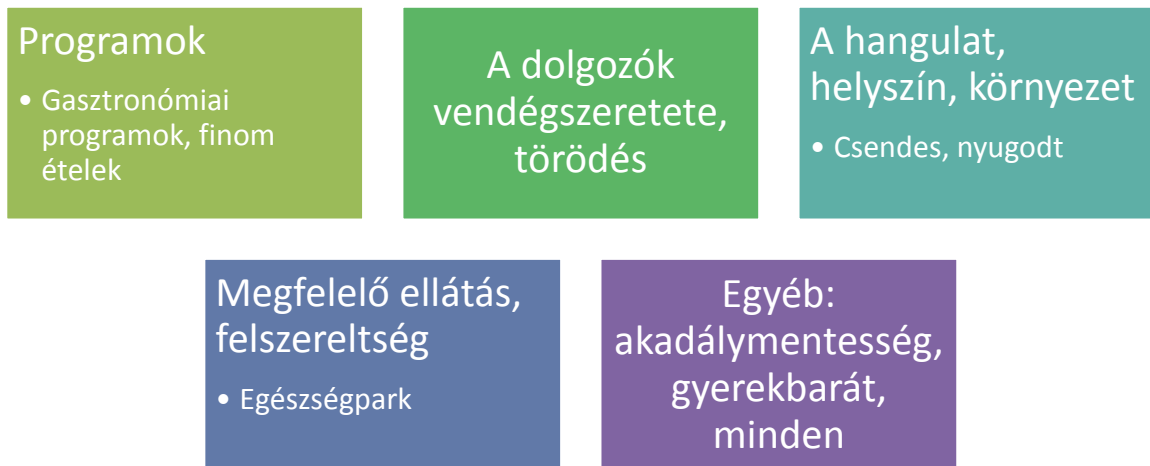 Programok
• Gasztronómiai
programok, finom
ételek
A dolgozók
vendégszeretete,
törödés
A hangulat,
helyszín, környezet
• Csendes, nyugodt
Megfelelő ellátás,
felszereltség
• Egészségpark
Egyéb:
akadálymentesség,
gyerekbarát,
minden